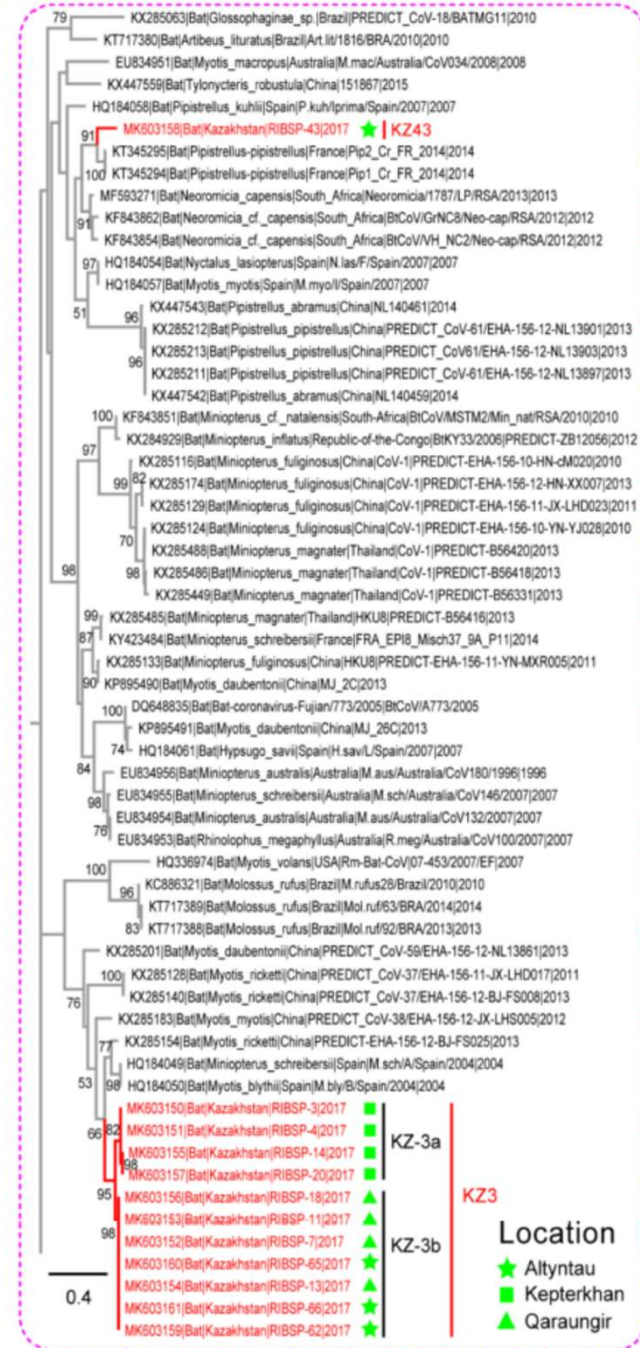 79
KX285063|Bat|Glossophaginae_sp.|Brazil|PREDICT_CoV-18/BATMG11|2010
KT717380|Bat|Artibeus_lituratus|Brazil|Art.lit/1816/BRA/2010|2010
EU834951|Bat|Myotis_macropus|Australia|M.mac/Australia/CoV034/2008|2008
KX447559|Bat|Tylonycteris_robustula|China|151867|2015
HQ184058|Bat|Pipistrellus_kuhlii|Spain|P.kuh/Iprima/Spain/2007|2007
91
MK603158|Bat|Kazakhstan|RIBSP-43|2017 KZ43
KT345295|Bat|Pipistrellus-pipistrellus|France|Pip2_Cr_FR_2014|2014
100
KT345294|Bat|Pipistrellus-pipistrellus|France|Pip1_Cr_FR_2014|2014
MF593271|Bat|Neoromicia_capensis|South_Africa|Neoromicia/1787/LP/RSA/2013|2013
KF843862|Bat|Neoromicia_cf._capensis|South_Africa|BtCoV/GrNC8/Neo-cap/RSA/2012|2012
91
KF843854|Bat|Neoromicia_cf._capensis|South_Africa|BtCoV/VH_NC2/Neo-cap/RSA/2012|2012
97
HQ184054|Bat|Nyctalus_lasiopterus|Spain|N.las/F/Spain/2007|2007
HQ184057|Bat|Myotis_myotis|Spain|M.myo/I/Spain/2007|2007
51
96
KX447543|Bat|Pipistrellus_abramus|China|NL140461|2014
KX285212|Bat|Pipistrellus_pipistrellus|China|PREDICT_CoV-61/EHA-156-12-NL13901|2013
KX285213|Bat|Pipistrellus_pipistrellus|China|PREDICT_CoV61/EHA-156-12-NL13903|2013
96
KX285211|Bat|Pipistrellus_pipistrellus|China|PREDICT_CoV-61/EHA-156-12-NL13897|2013
KX447542|Bat|Pipistrellus_abramus|China|NL140459|2014
100
KF843851|Bat|Miniopterus_cf._natalensis|South-Africa|BtCoV/MSTM2/Min_nat/RSA/2010|2010
KX284929|Bat|Miniopterus_inflatus|Republic-of-the-Congo|BtKY33/2006|PREDICT-ZB12056|2012
97
KX285116|Bat|Miniopterus_fuliginosus|China|CoV-1|PREDICT-EHA-156-10-HN-cM020|2010
99
82
KX285174|Bat|Miniopterus_fuliginosus|China|CoV-1|PREDICT-EHA-156-12-HN-XX007|2013
KX285129|Bat|Miniopterus_fuliginosus|China|CoV-1|PREDICT-EHA-156-11-JX-LHD023|2011
KX285124|Bat|Miniopterus_fuliginosus|China|CoV-1|PREDICT-EHA-156-10-YN-YJ028|2010
70
KX285488|Bat|Miniopterus_magnater|Thailand|CoV-1|PREDICT-B56420|2013
98
98
KX285486|Bat|Miniopterus_magnater|Thailand|CoV-1|PREDICT-B56418|2013
KX285449|Bat|Miniopterus_magnater|Thailand|CoV-1|PREDICT-B56331|2013
99
KX285485|Bat|Miniopterus_magnater|Thailand|HKU8|PREDICT-B56416|2013
87
KY423484|Bat|Miniopterus_schreibersii|France|FRA_EPI8_Misch37_9A_P11|2014
KX285133|Bat|Miniopterus_fuliginosus|China|HKU8|PREDICT-EHA-156-11-YN-MXR005|2011
90
KP895490|Bat|Myotis_daubentonii|China|MJ_2C|2013
100
DQ648835|Bat|Bat-coronavirus-Fujian/773/2005|BtCoV/A773/2005
KP895491|Bat|Myotis_daubentonii|China|MJ_26C|2013
74
HQ184061|Bat|Hypsugo_savii|Spain|H.sav/L/Spain/2007|2007
84
EU834956|Bat|Miniopterus_australis|Australia|M.aus/Australia/CoV180/1996|1996
98
EU834955|Bat|Miniopterus_schreibersii|Australia|M.sch/Australia/CoV146/2007|2007
EU834954|Bat|Miniopterus_australis|Australia|M.aus/Australia/CoV132/2007|2007
76
EU834953|Bat|Rhinolophus_megaphyllus|Australia|R.meg/Australia/CoV100/2007|2007
100
HQ336974|Bat|Myotis_volans|USA|Rm-Bat-CoV|07-453/2007/EF|2007
96
KC886321|Bat|Molossus_rufus|Brazil|M.rufus28/Brazil/2010|2010
KT717389|Bat|Molossus_rufus|Brazil|Mol.ruf/63/BRA/2014|2014
83
KT717388|Bat|Molossus_rufus|Brazil|Mol.ruf/92/BRA/2013|2013
KX285201|Bat|Myotis_daubentonii|China|PREDICT_CoV-59/EHA-156-12-NL13861|2013
76
100
KX285128|Bat|Myotis_ricketti|China|PREDICT_CoV-37/EHA-156-11-JX-LHD017|2011
KX285140|Bat|Myotis_ricketti|China|PREDICT_CoV-37/EHA-156-12-BJ-FS008|2013
KX285183|Bat|Myotis_myotis|China|PREDICT_CoV-38/EHA-156-12-JX-LHS005|2012
77
KX285154|Bat|Myotis_ricketti|China|PREDICT-EHA-156-12-BJ-FS025|2013
53
HQ184049|Bat|Miniopterus_schreibersii|Spain|M.sch/A/Spain/2004|2004
98
HQ184050|Bat|Myotis_blythii|Spain|M.bly/B/Spain/2004|2004
MK603150|Bat|Kazakhstan|RIBSP-3|2017
66
82
MK603151|Bat|Kazakhstan|RIBSP-4|2017
KZ-3a
MK603155|Bat|Kazakhstan|RIBSP-14|2017
98
MK603157|Bat|Kazakhstan|RIBSP-20|2017
95
MK603156|Bat|Kazakhstan|RIBSP-18|2017
KZ3
MK603153|Bat|Kazakhstan|RIBSP-11|2017
98
MK603152|Bat|Kazakhstan|RIBSP-7|2017
KZ-3b
MK603160|Bat|Kazakhstan|RIBSP-65|2017
MK603154|Bat|Kazakhstan|RIBSP-13|2017
MK603161|Bat|Kazakhstan|RIBSP-66|2017
MK603159|Bat|Kazakhstan|RIBSP-62|2017
0.4
Location
Altyntau
Kepterkhan
Qaraungir